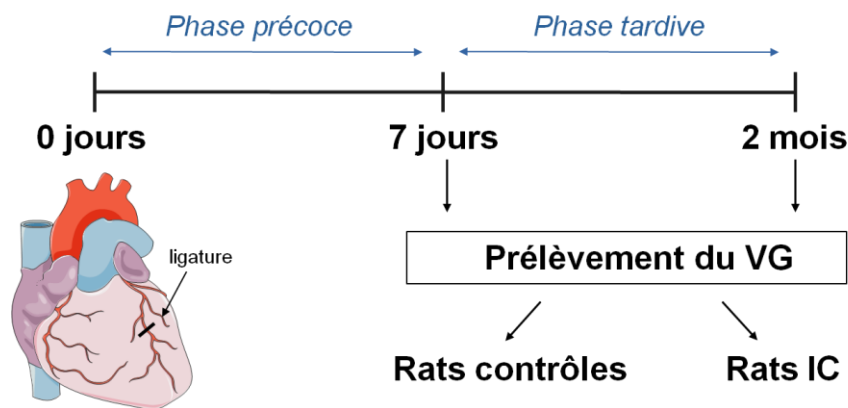 Phase précoce
Phase tardive
0 jours
7 jours
2 mois
ligature
Prélèvement du VG
Rats contrôles
Rats IC